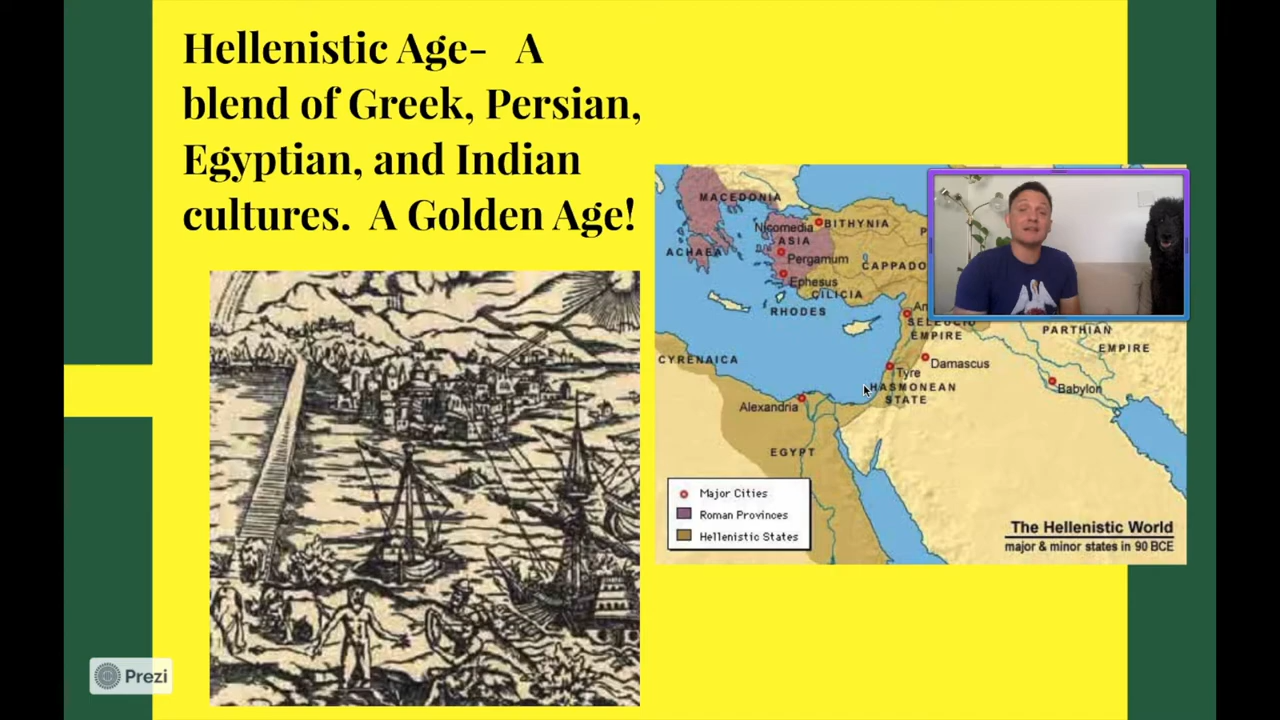 Hellenistic Age- A
blend of Greek, Persian,
Egyptian, and Indian
cultures. A Golden Age!
MACEDONIA
Nicomedia
BITHYNIA
ASIA
ACHAEA
Pergamum
CAPPADO
Ephesus
CILICIA
RHODES
An
SELEUCID
EMPIRE
PARTHIAN
EMPIRE
CYRENAICA
Damascus
Tyre
HASMONEAN
STATE
Babylon
Alexandria
EGYPT
Major Cities
Roman Provinces
Hellenistic States
The Hellenistic World
major & minor states in 90 BCE
Prezi